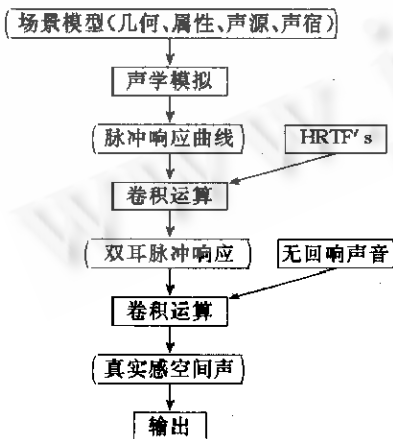 场景模型(几何、属性、声源、声宿)
声学模拟
脉冲响应曲线
HRTF's
卷积运算
双耳脉冲响应
无回响声音
卷积运算
真实感空间声
输出